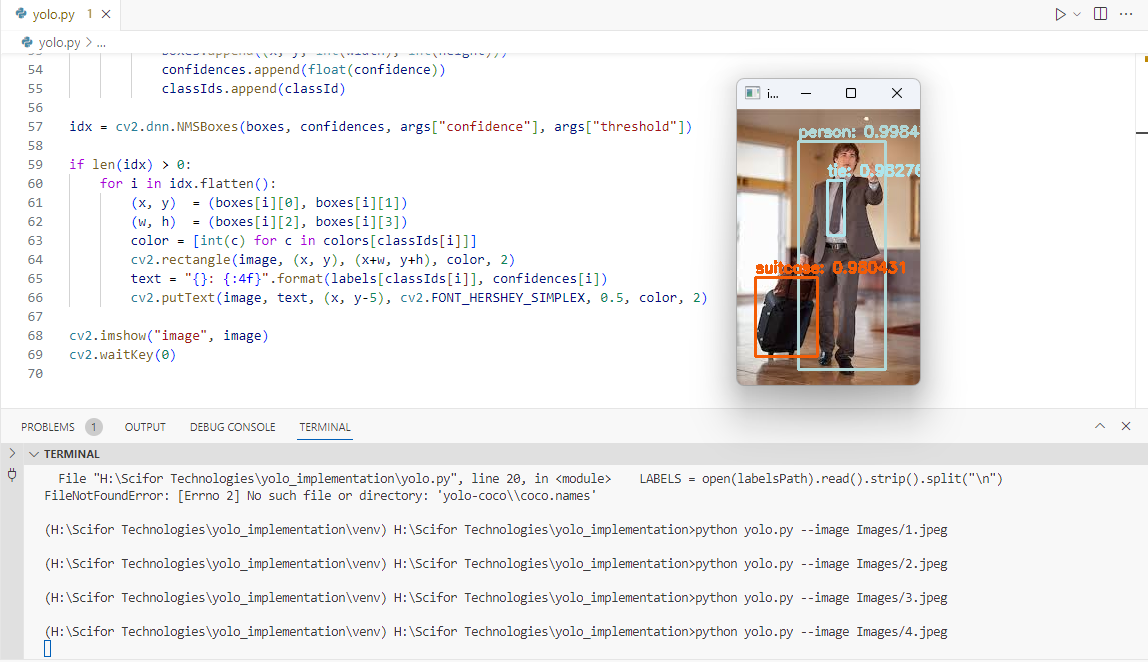 yolo.py 1
yolo.py > ...
54 confidences.append(float(confidence))
55 classIds.append(classId)
56
57 idx = cv2.dnn.NMSBoxes(boxes, confidences, args["confidence"], args["threshold"])
58
59 if len(idx) > 0:
60 for i in idx.flatten():
61 (x, y)  = (boxes[i][0], boxes[i][1])
62 (w, h)  = (boxes[i][2], boxes[i][3])
63 color = [int(c) for c in colors[classIds[i]]]
64 cv2.rectangle(image, (x, y), (x+w, y+h), color, 2)
65 text = "{}: {:4f}".format(labels[classIds[i]], confidences[i])
66 cv2.putText(image, text, (x, y-5), cv2.FONT_HERSHEY_SIMPLEX, 0.5, color, 2)
67
68 cv2.imshow("image", image)
69 cv2.waitKey(0)
70
i...
person: 0.9984
tie: 0.98276
suitcase: 0.980431
PROBLEMS 1 OUTPUT DEBUG CONSOLE TERMINAL
TERMINAL
File "H:\Scifor Technologies\yolo_implementation\yolo.py", line 20, in <module>    LABELS = open(labelsPath).read().strip().split("\n")
FileNotFoundError: [Errno 2] No such file or directory: 'yolo-coco\\coco.names'
(H:\Scifor Technologies\yolo_implementation\venv) H:\Scifor Technologies\yolo_implementation>python yolo.py --image Images/1.jpeg
(H:\Scifor Technologies\yolo_implementation\venv) H:\Scifor Technologies\yolo_implementation>python yolo.py --image Images/2.jpeg
(H:\Scifor Technologies\yolo_implementation\venv) H:\Scifor Technologies\yolo_implementation>python yolo.py --image Images/3.jpeg
(H:\Scifor Technologies\yolo_implementation\venv) H:\Scifor Technologies\yolo_implementation>python yolo.py --image Images/4.jpeg